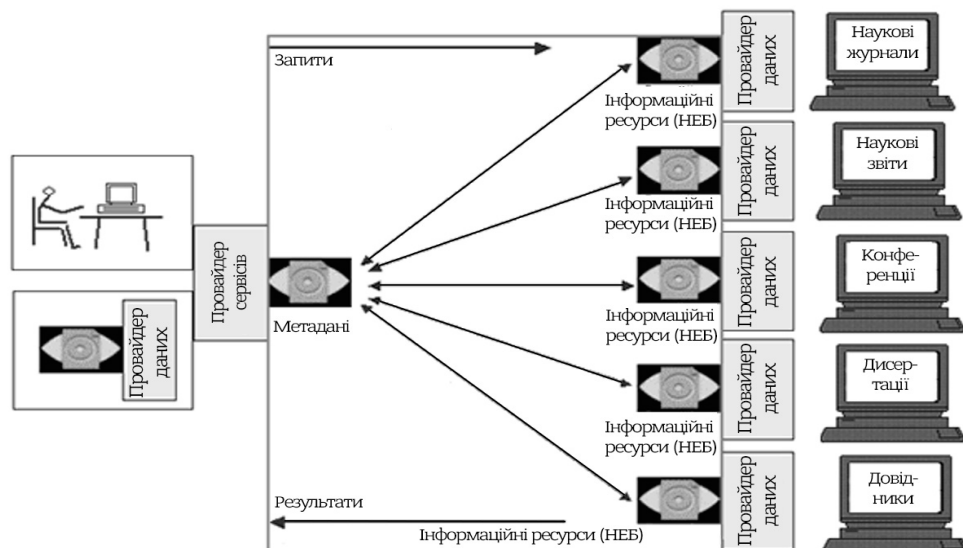 Запити
Інформаційні
ресурси (НЕБ)
Провайдер
даних
Наукові
журнали
Інформаційні
ресурси (НЕБ)
Провайдер
даних
Наукові
звіти
Провайдер
сервісів
Метадані
Інформаційні
ресурси (НЕБ)
Провайдер
даних
Конфе-
ренції
Провайдер
даних
Інформаційні
ресурси (НЕБ)
Провайдер
даних
Дисер-
тації
Результати
Інформаційні ресурси (НЕБ)
Провайдер
даних
Довід-
ники